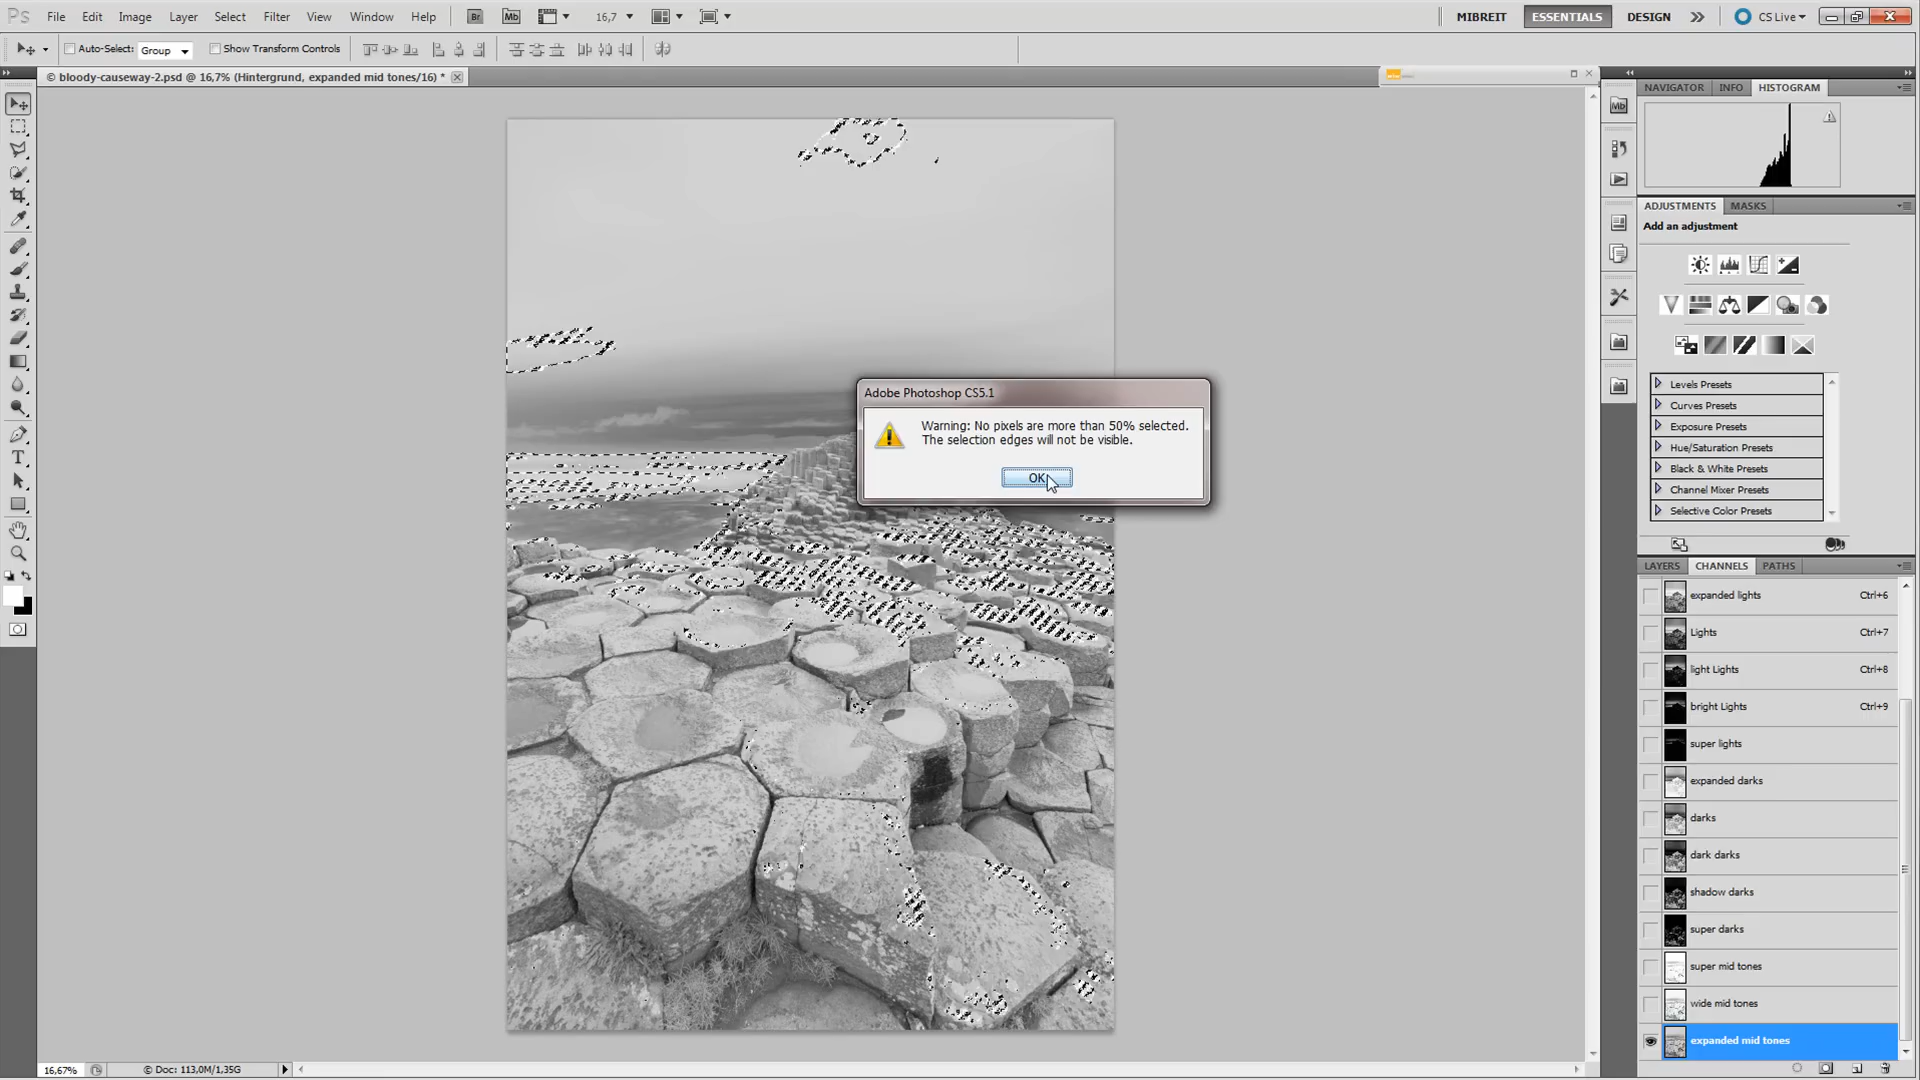 Ps File Edit Image Layer Select Filter View Window Help Br Mb 16,7 MIBREIT ESSENTIALS DESIGN CS Live
Auto-Select: Group Show Transform Controls
© bloody-causeway-2.psd @ 16,7% (Hintergrund, expanded mid tones/16) *
NAVIGATOR INFO HISTOGRAM
Mb
ADJUSTMENTS MASKS
Add an adjustment
Levels Presets
Curves Presets
Exposure Presets
Hue/Saturation Presets
Black & White Presets
Channel Mixer Presets
Selective Color Presets
Adobe Photoshop CS5.1
Warning: No pixels are more than 50% selected.
The selection edges will not be visible.
OK
T
LAYERS CHANNELS PATHS
expanded lights Ctrl+6
Lights Ctrl+7
light Lights Ctrl+8
bright Lights Ctrl+9
super lights
expanded darks
darks
dark darks
shadow darks
super darks
super mid tones
wide mid tones
expanded mid tones
16,67% © Doc: 113,0M/1,35G